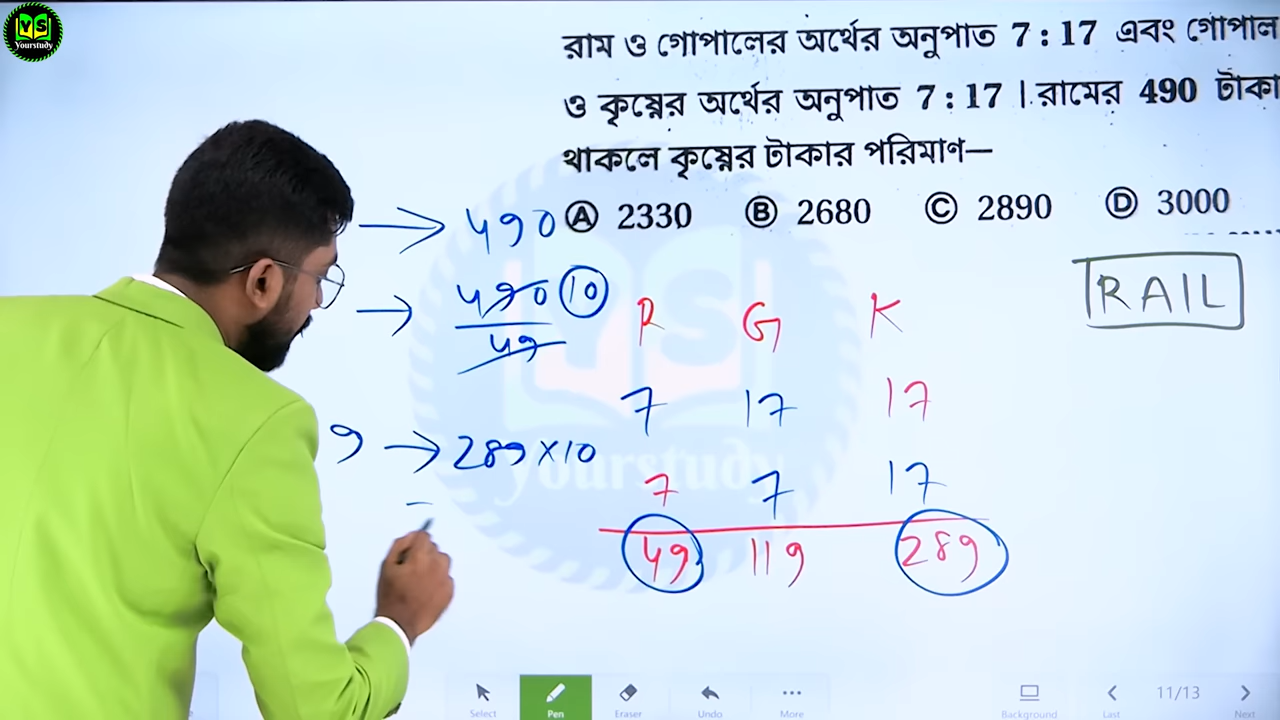 YS
Yourstudy
রাম ও গোপালের অর্থের অনুপাত 7 : 17 এবং গোপাল
ও কৃষ্ণের অর্থের অনুপাত 7 : 17 । রামের 490 টাকা
থাকলে কৃষ্ণের টাকার পরিমাণ—
Ⓐ 2330 Ⓑ 2680 Ⓒ 2890 Ⓓ 3000
→ 490
RAIL
→ 490 10
49
R G K
7 17 17
9 → 289×10
yourstudy
7 7 17
49 119 289
Select Pen Eraser Undo More Background Last 11/13 Next